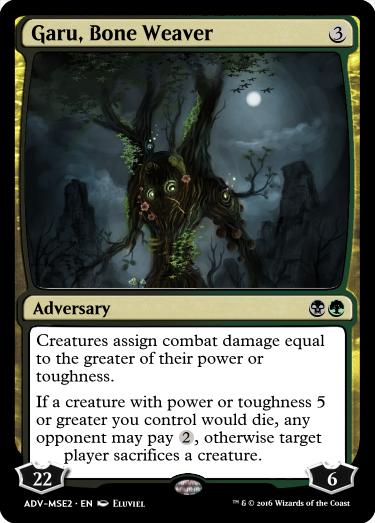 Garu, Bone Weaver 3
Adversary
Creatures assign combat damage equal
to the greater of their power or
toughness.
If a creature with power or toughness 5
or greater you control would die, any
opponent may pay 2, otherwise target
player sacrifices a creature.
22 6
ADV-MSE2 • EN Eluviel ™ & © 2016 Wizards of the Coast